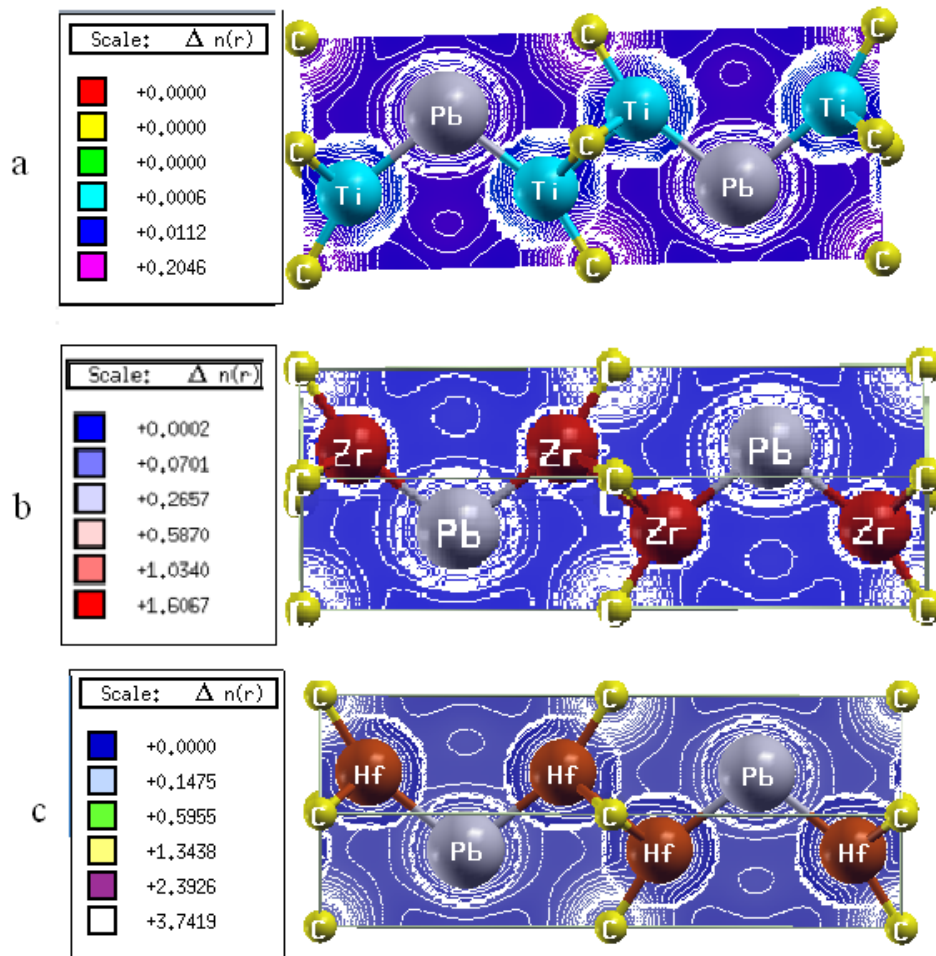 a
Scale: Δ n(r)
+0.0000
+0.0000
+0.0000
+0.0006
+0.0112
+0.2046
C C C
Pb Ti Ti
C C C C
Ti Ti Pb
C C C
b
Scale: Δ n(r)
+0.0002
+0.0701
+0.2657
+0.5870
+1.0340
+1.6067
C C C
Zr Zr Pb
C C C
Pb Zr Zr
C C C
c
Scale: Δ n(r)
+0.0000
+0.1475
+0.5955
+1.3438
+2.3926
+3.7419
C C C
Hf Hf Pb
C C C
Pb Hf Hf
C C C